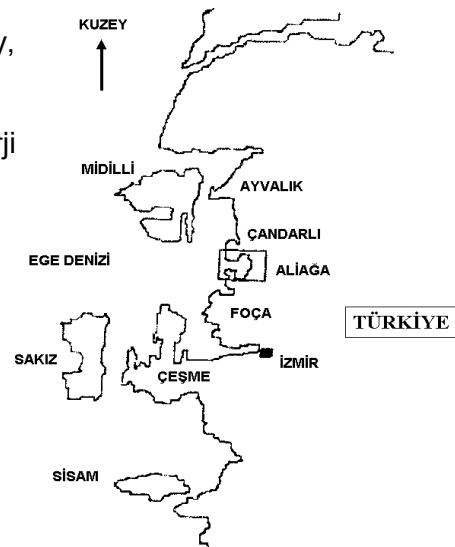 KUZEY
y,
rji
MİDİLLİ
AYVALIK
ÇANDARLI
EGE DENİZİ
ALİAĞA
FOÇA
TÜRKİYE
SAKIZ
İZMİR
ÇEŞME
SİSAM